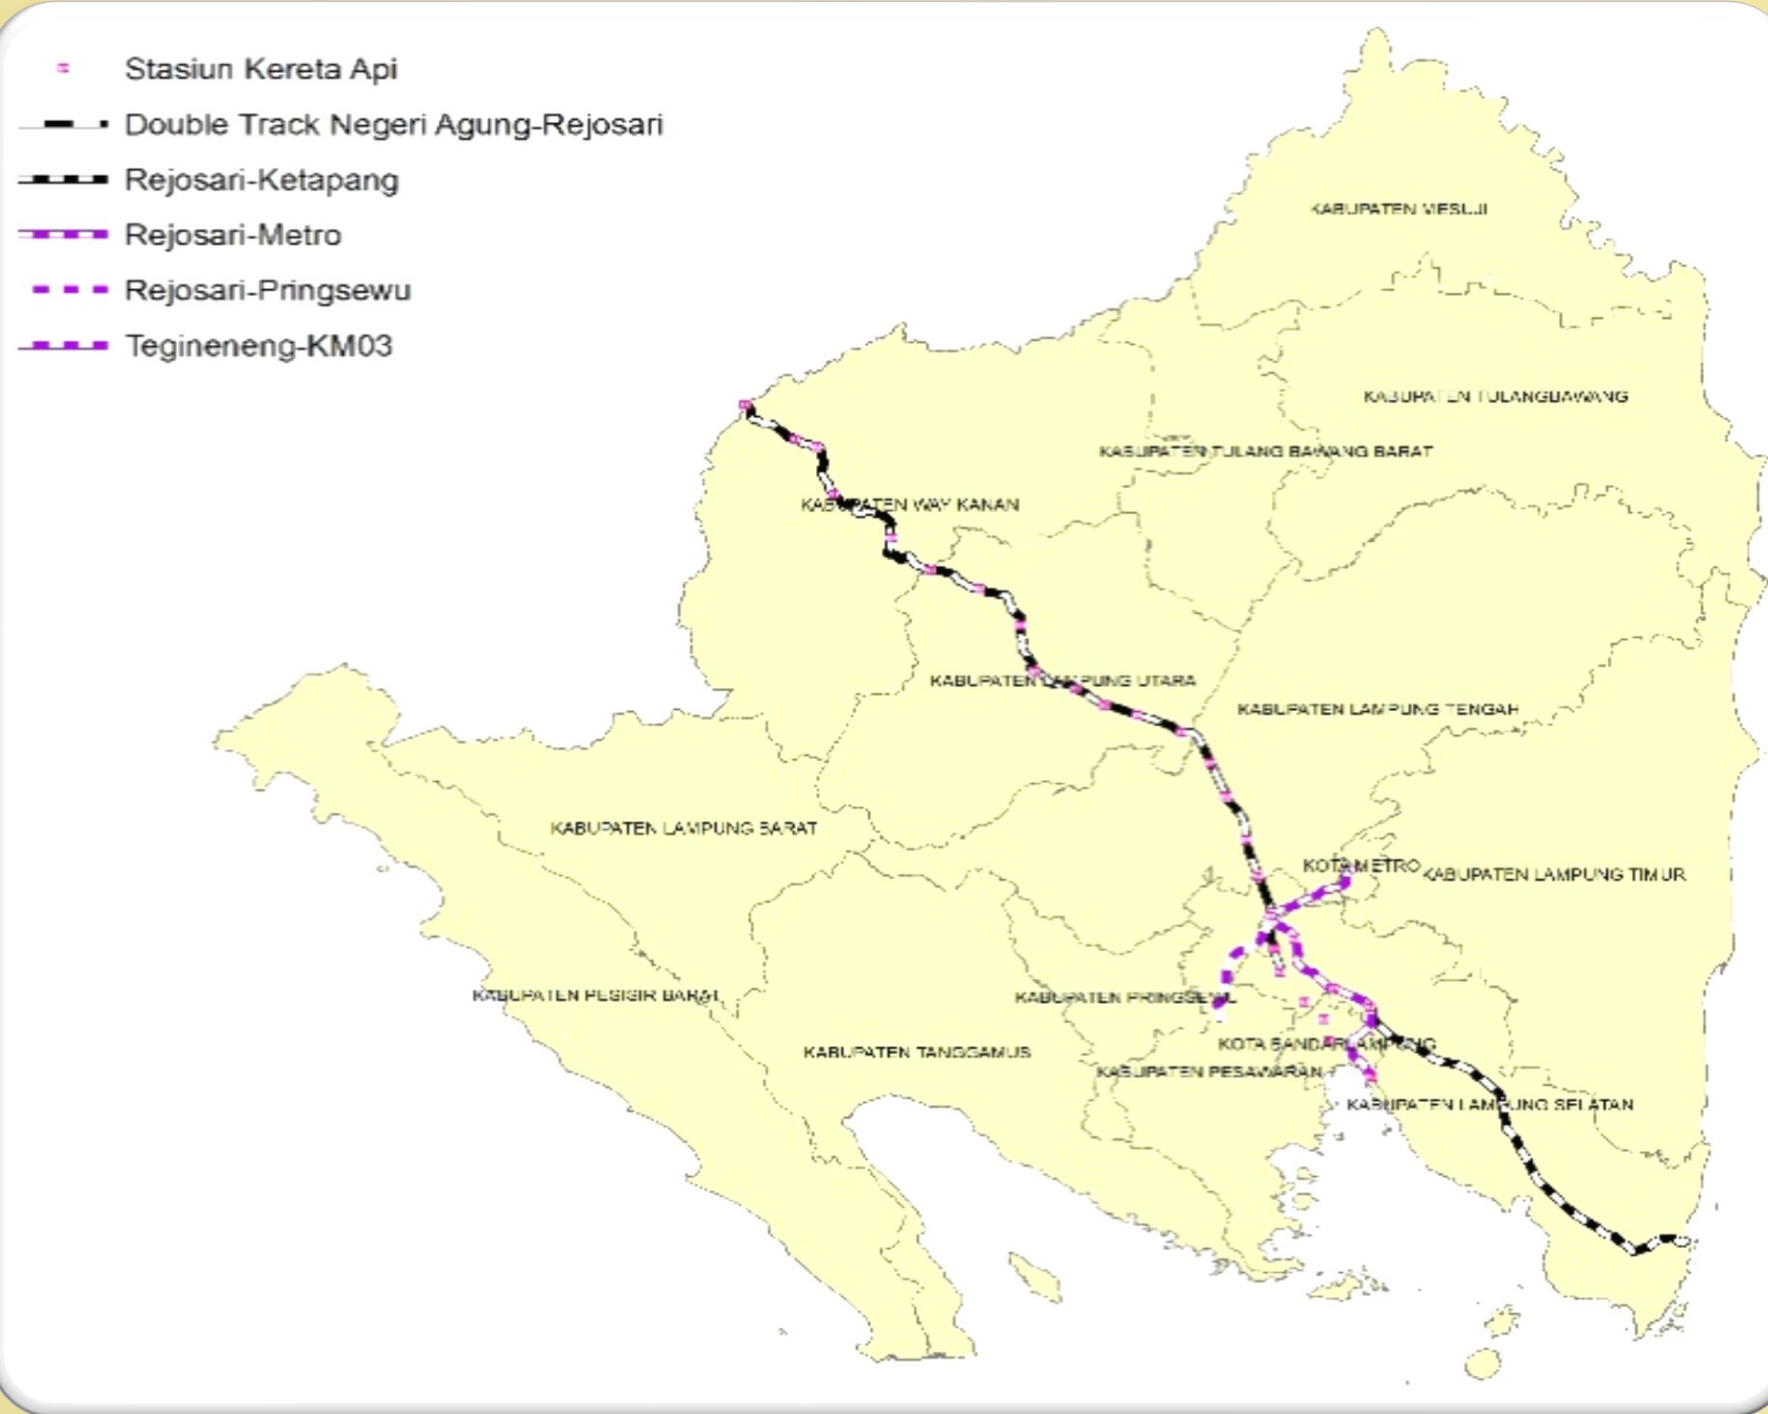 Stasiun Kereta Api
Double Track Negeri Agung-Rejosari
Rejosari-Ketapang
Rejosari-Metro
Rejosari-Pringsewu
Tegineneng-KM03
KABUPATEN MESUJI
KABUPATEN TULANGBAWANG
KABUPATEN TULANG BAWANG BARAT
KABUPATEN WAY KANAN
KABUPATEN LAMPUNG UTARA
KABUPATEN LAMPUNG TENGAH
KABUPATEN LAMPUNG BARAT
KOTA METRO
KABUPATEN LAMPUNG TIMUR
KABUPATEN PESISIR BARAT
KABUPATEN PRINGSEWU
KOTA BANDARLAMPUNG
KABUPATEN TANGGAMUS
KABUPATEN PESAWARAN
KABUPATEN LAMPUNG SELATAN